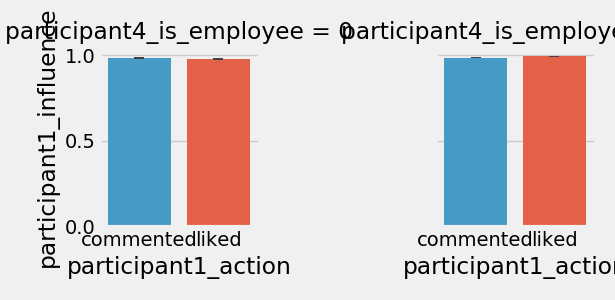 participant4_is_employee = 0
participant4_is_employe
participant1_influence
1.0
0.5
0.0
commented liked
commented liked
participant1_action
participant1_action